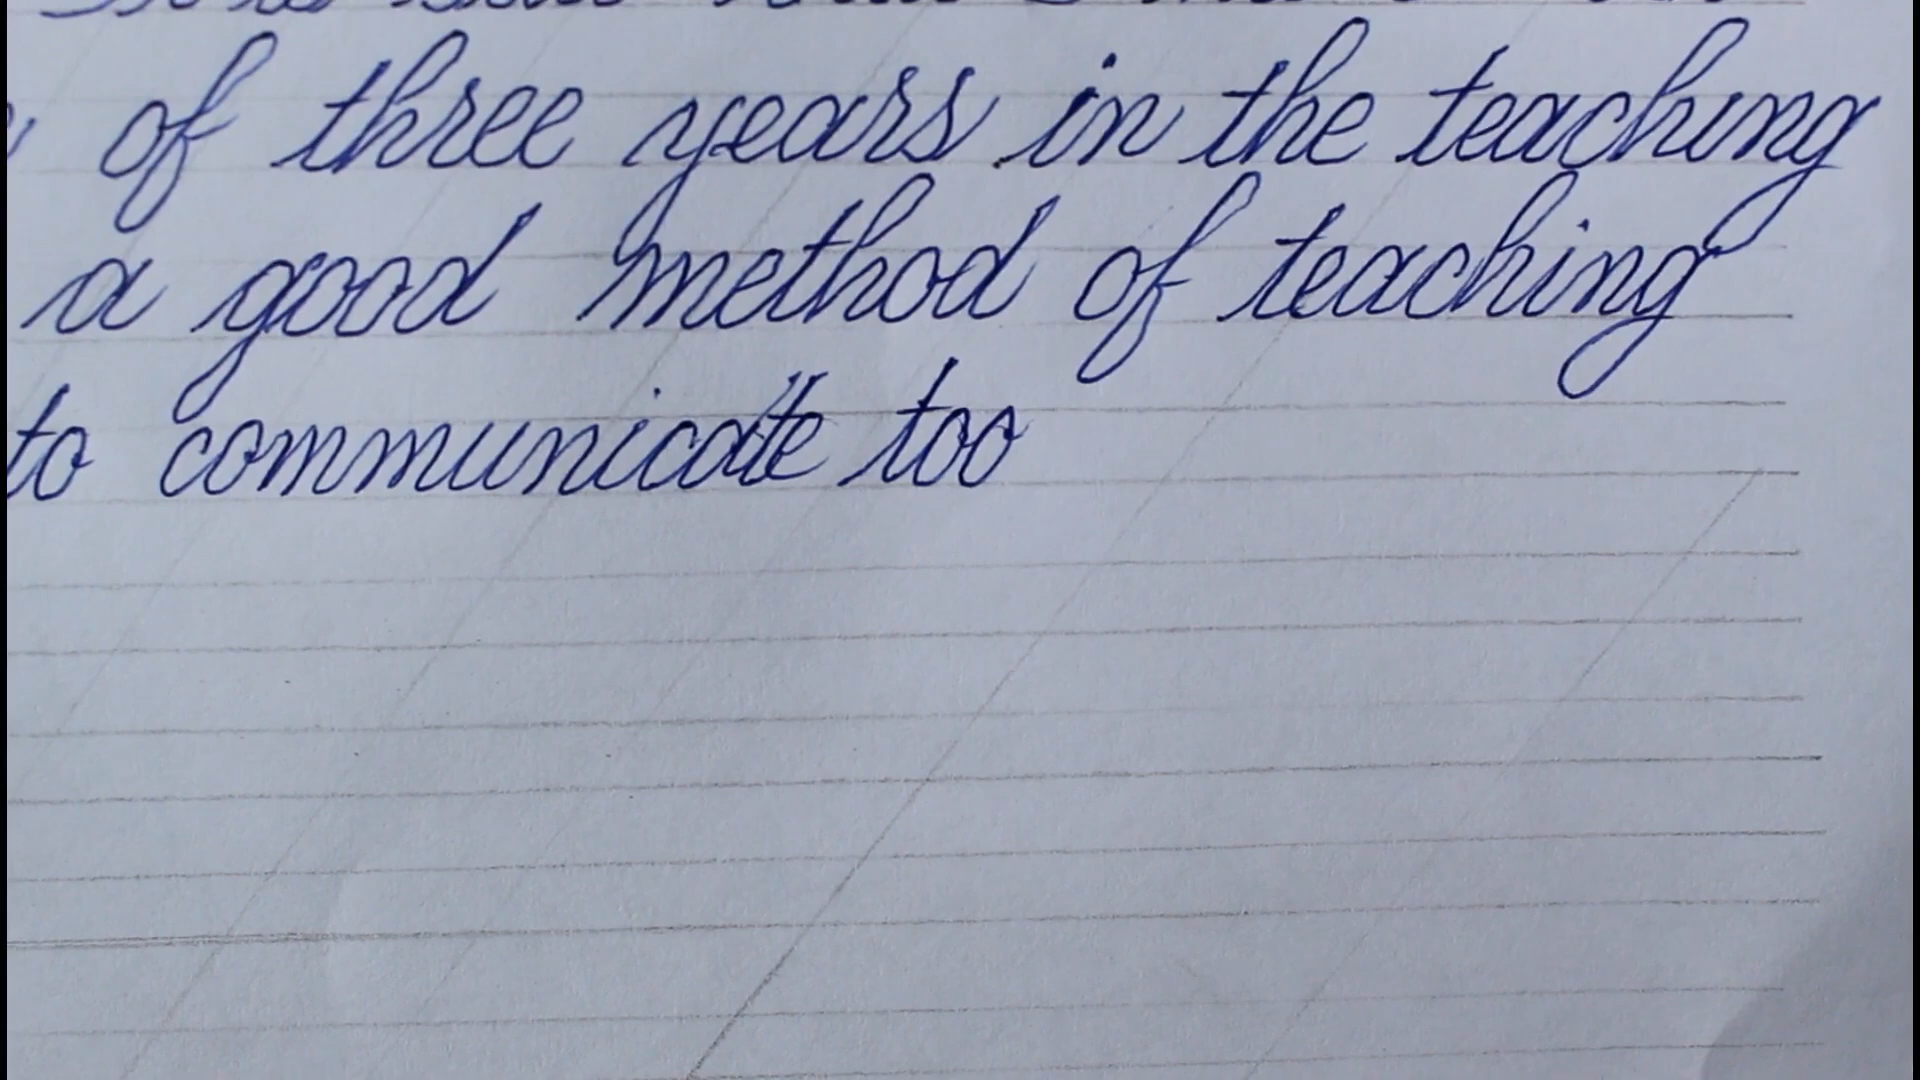 of three years in the teaching
a good method of teaching
to communicate too